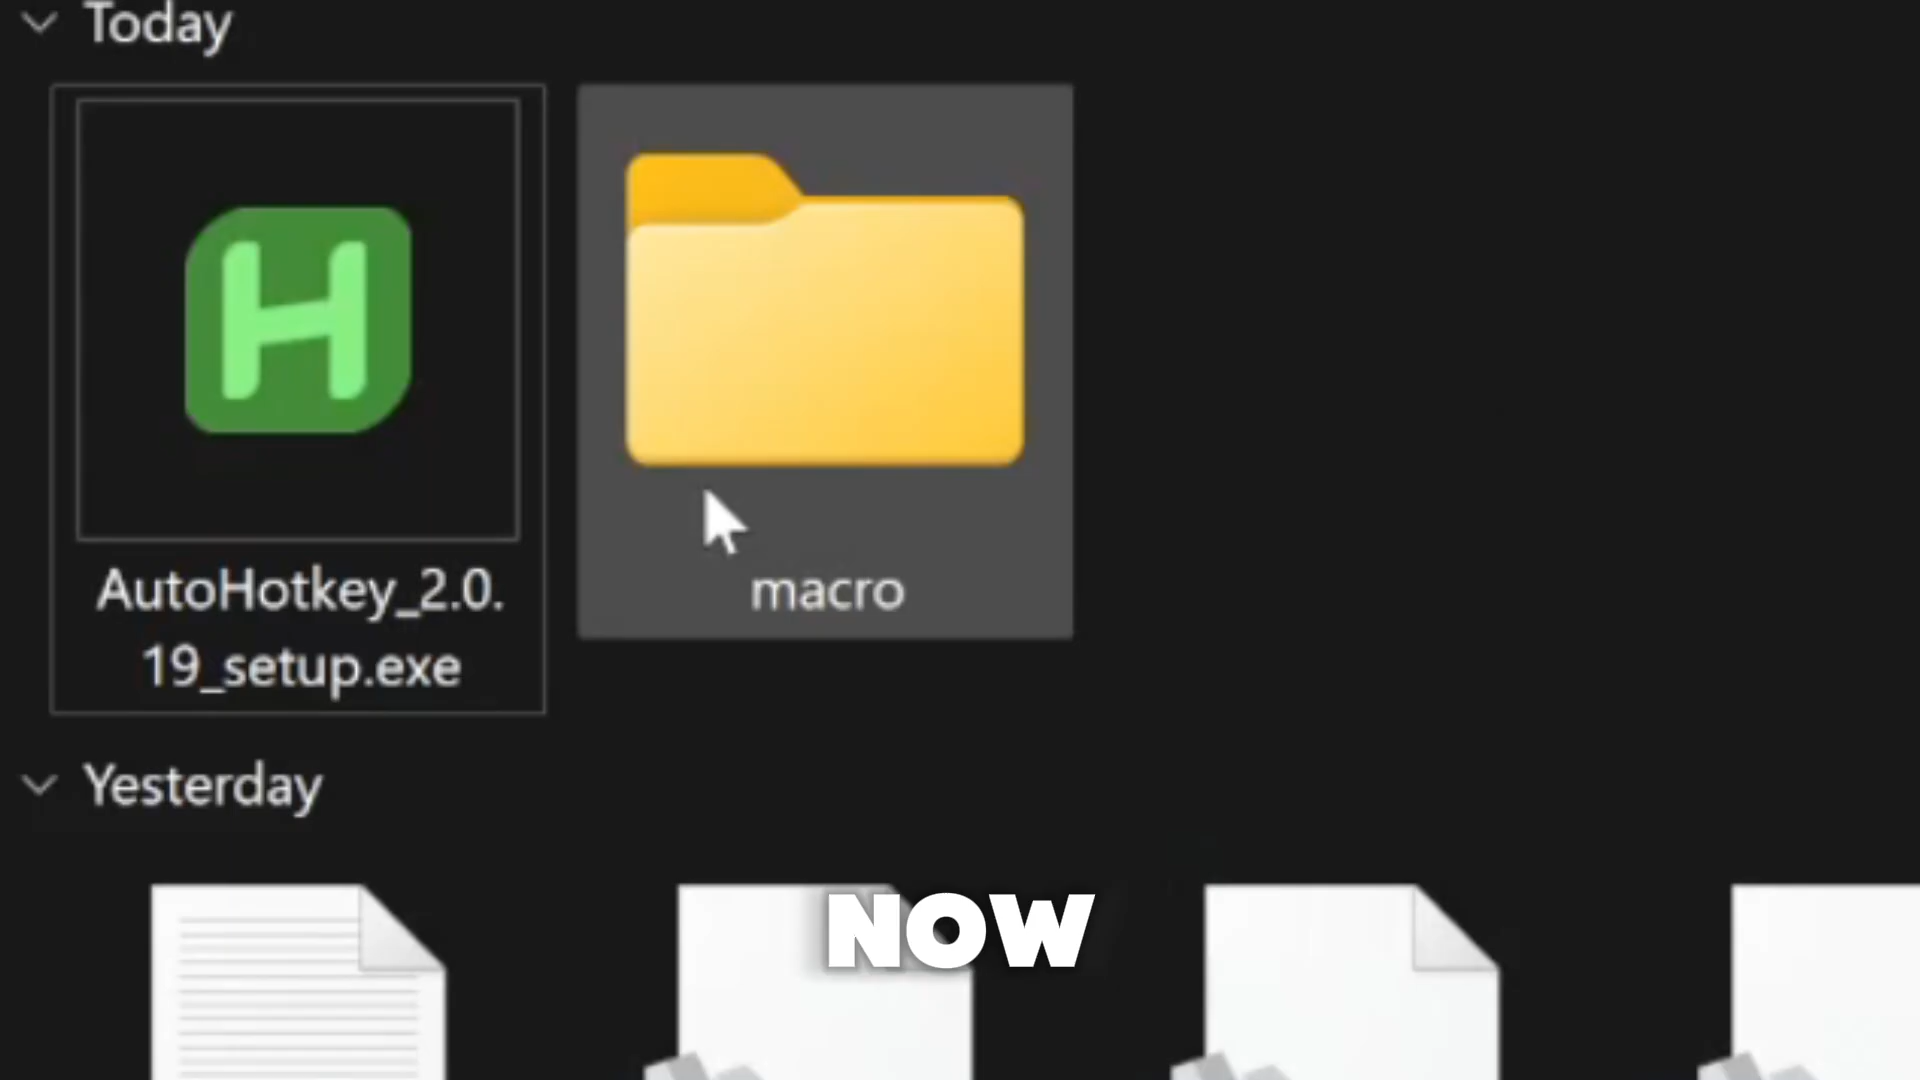 Today
H
AutoHotkey_2.0.
19_setup.exe
macro
Yesterday
NOW